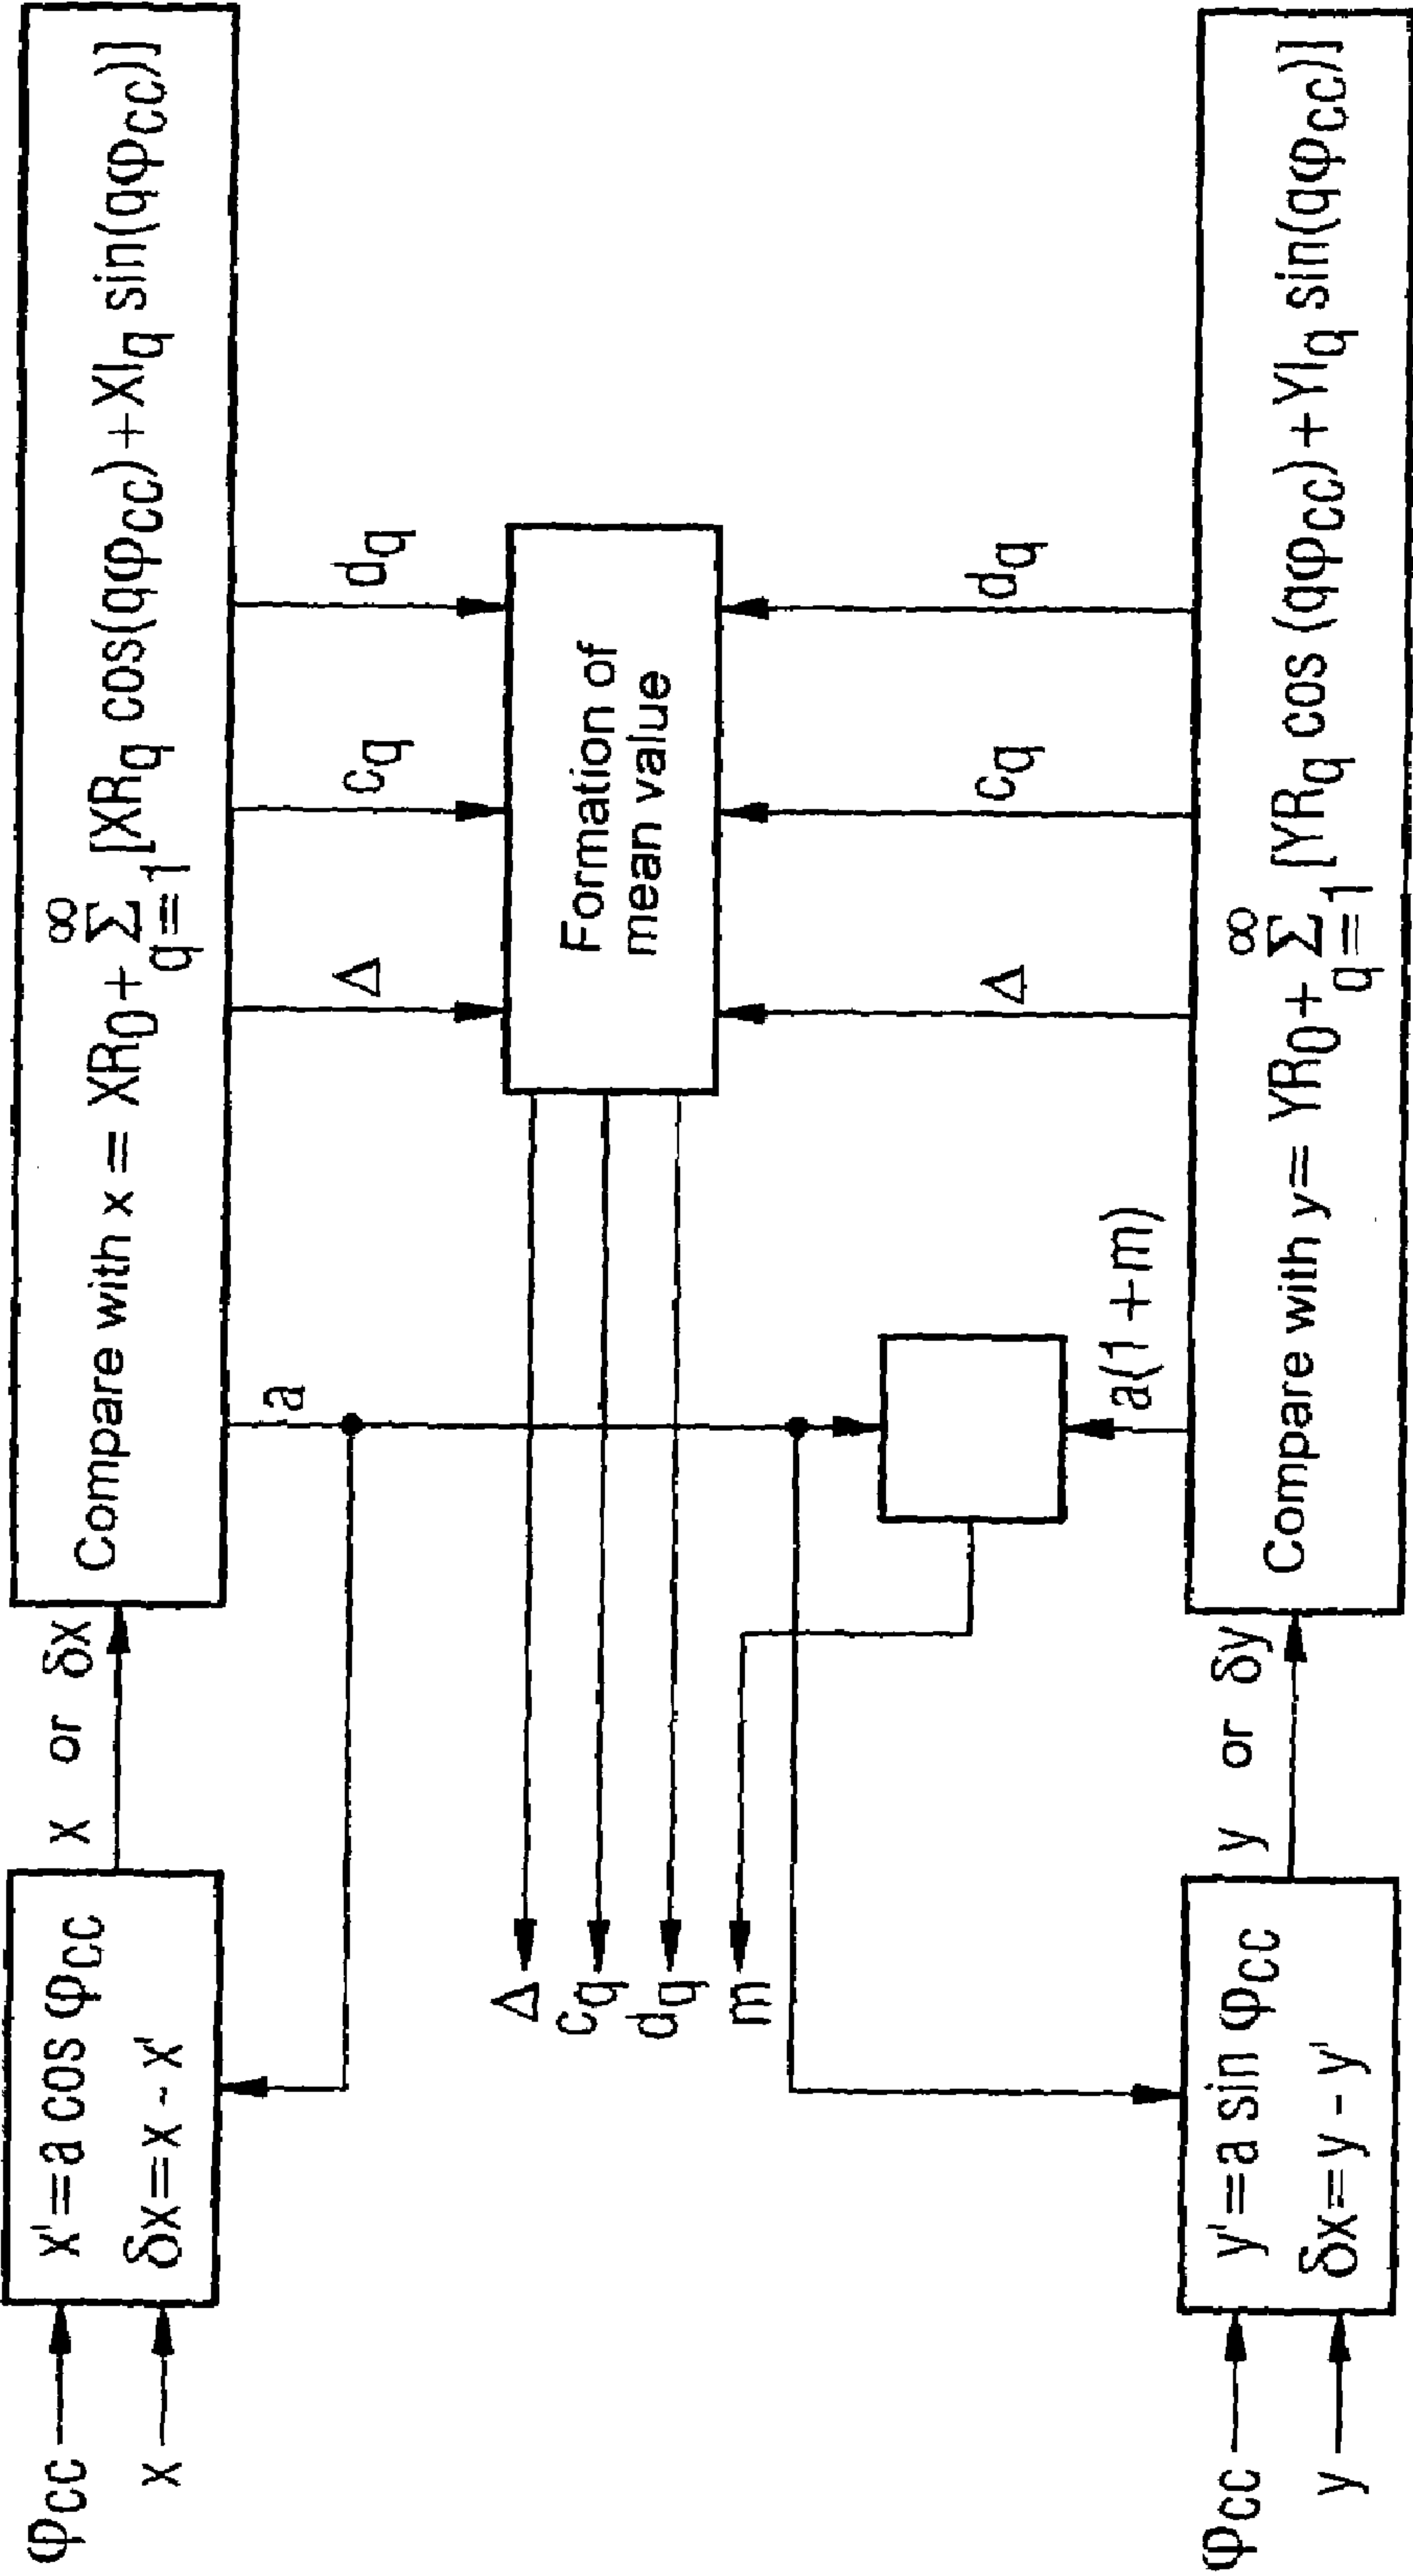 φcc
x
x'=a cos φcc
δx=x - x'
x or δx
Compare with x = XR0+ ∞Σq=1 [XRq cos(qφcc)+XIq sin(qφcc)]
a
Δ
cq
dq
Formation of
mean value
Δ
cq
dq
m
Δ
cq
dq
a(1+m)
φcc
y
y'=a sin φcc
δx=y - y'
y or δy
Compare with y= YR0+ ∞Σq=1 [YRq cos (qφcc)+YIq sin(qφcc)]